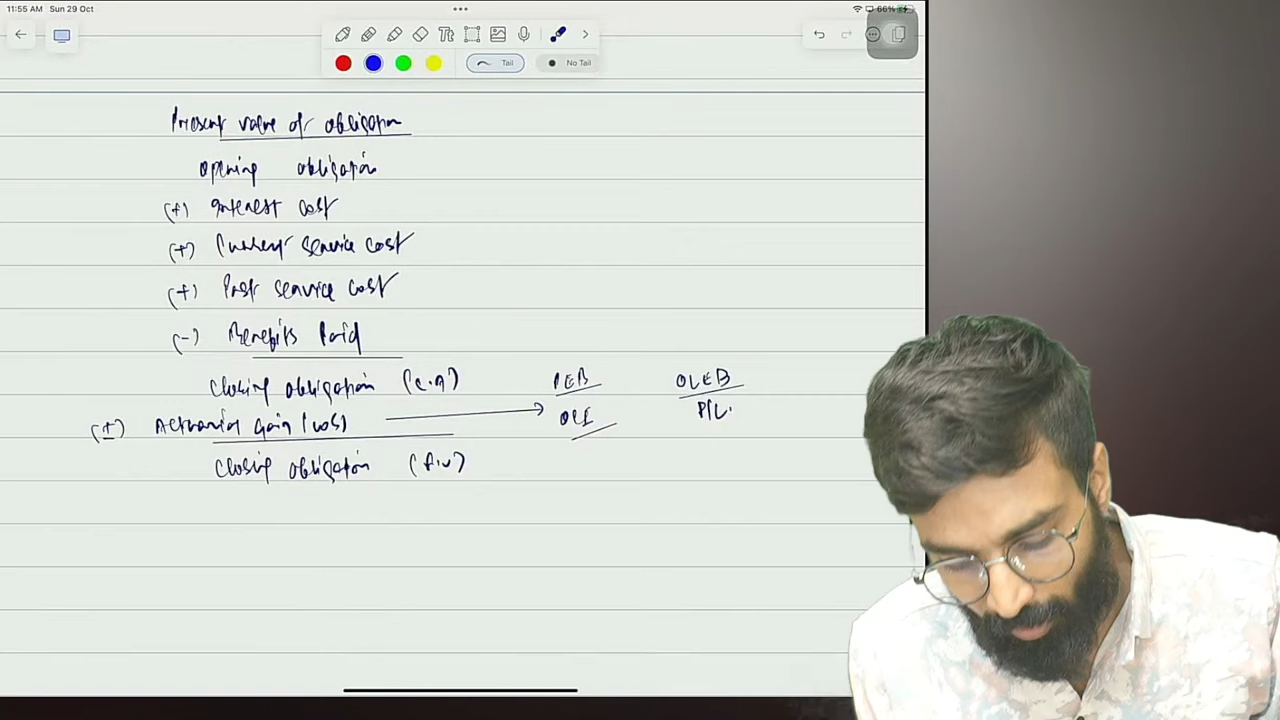 11:55 AM Sun 29 Oct
66%
Tail
No Tail
Present value of obligation
Opening obligation
(+) Interest cost
(+) Current service cost
(+) Past service cost
(-) Benefits Paid
Closing obligation (C.A)
PEB
OLEB
(±) Actuarial gain (loss)
OCI
P/L.
Closing obligation (f.v)